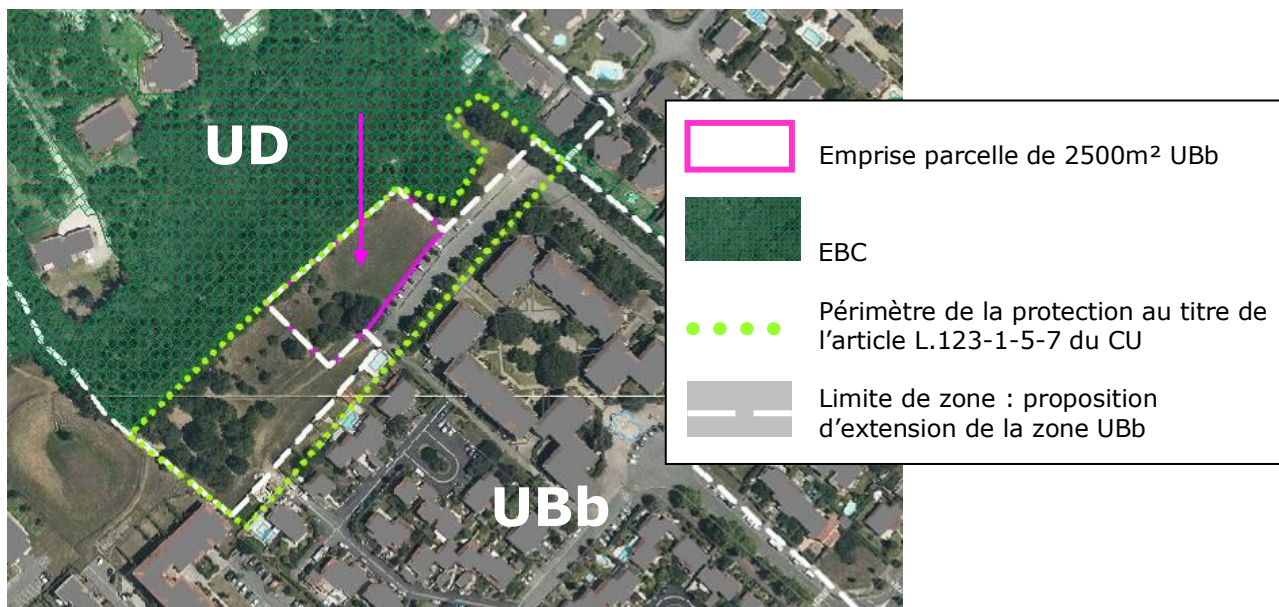 UD
UBb
Emprise parcelle de 2500m² UBb
EBC
Périmètre de la protection au titre de
l’article L.123-1-5-7 du CU
Limite de zone : proposition
d’extension de la zone UBb